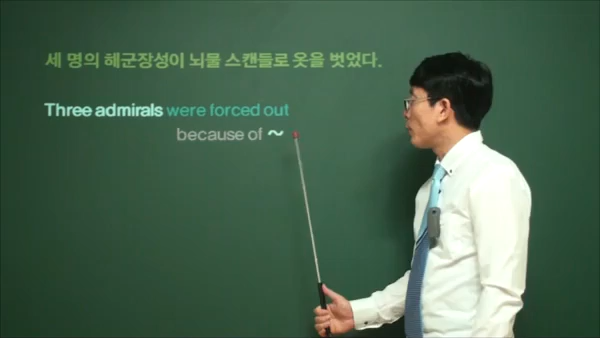 세 명의 해군장성이 뇌물 스캔들로 옷을 벗었다.
Three admirals were forced out
because of ~